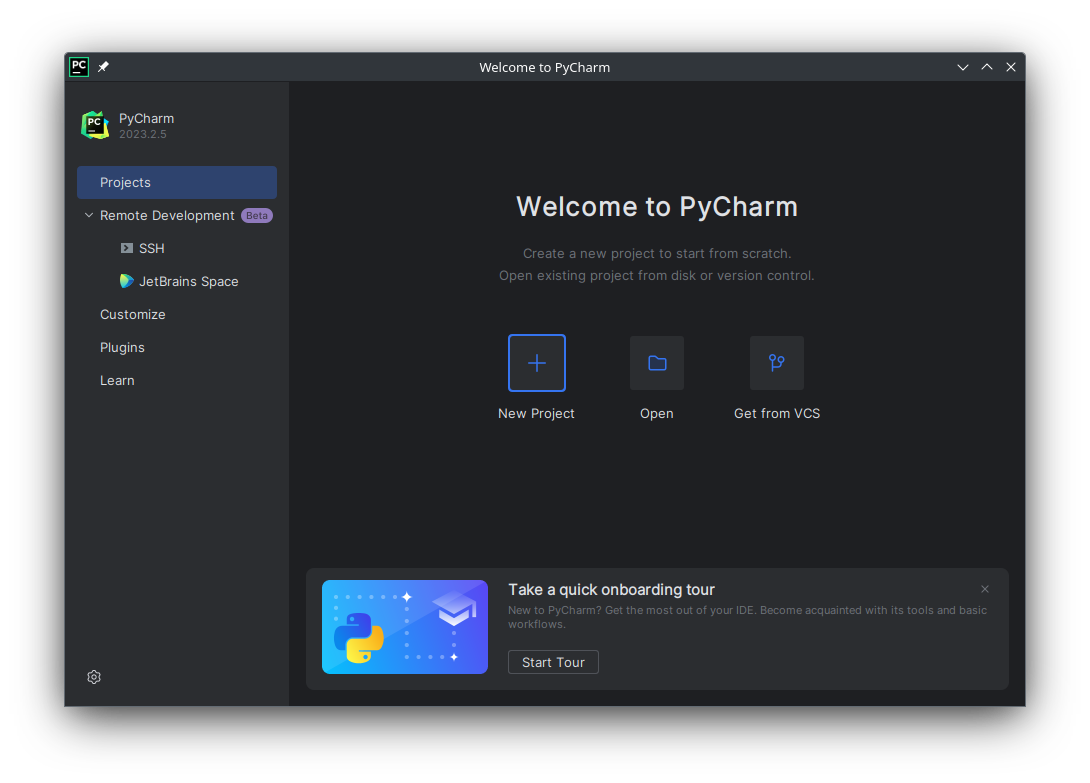 PC
Welcome to PyCharm
PC
PyCharm
2023.2.5
Projects
Remote Development Beta
SSH
JetBrains Space
Customize
Plugins
Learn
Welcome to PyCharm
Create a new project to start from scratch.
Open existing project from disk or version control.
New Project
Open
Get from VCS
Take a quick onboarding tour
New to PyCharm? Get the most out of your IDE. Become acquainted with its tools and basic
workflows.
Start Tour